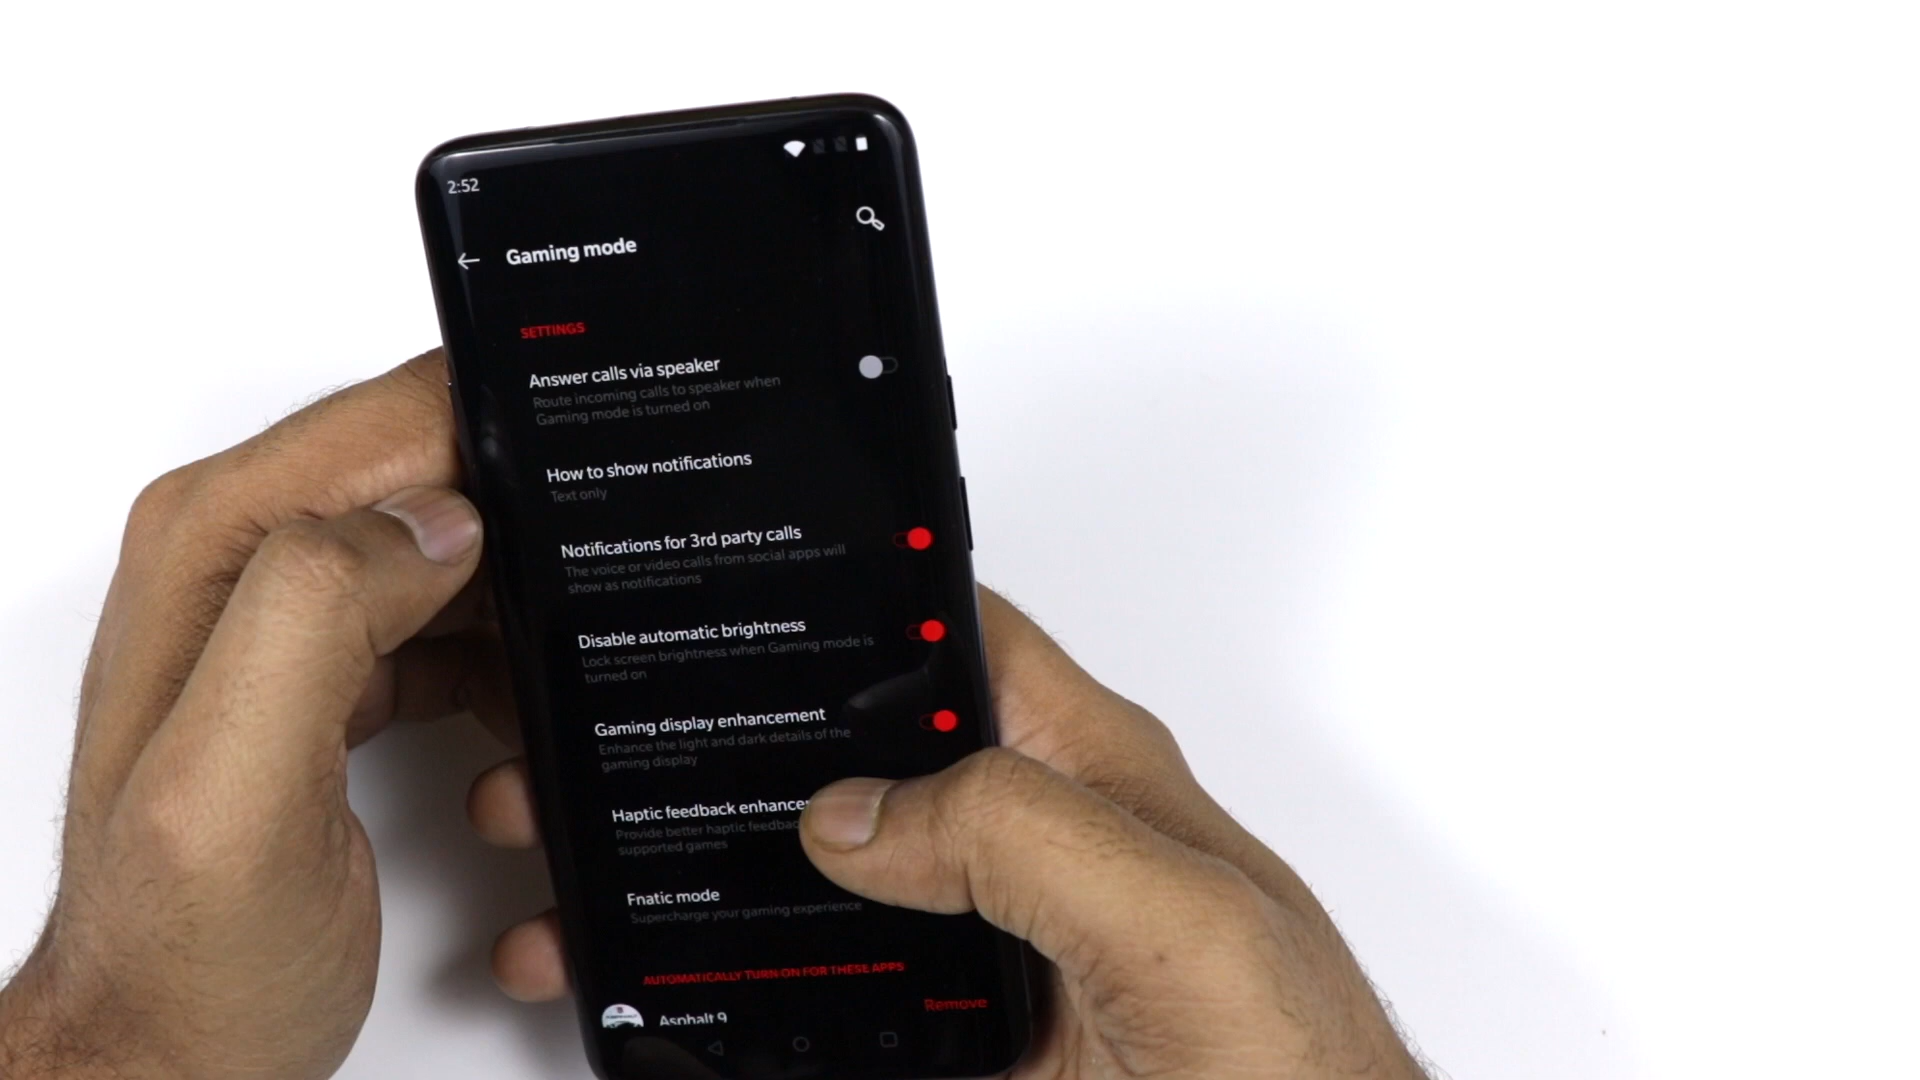 2:52
Gaming mode
SETTINGS
Answer calls via speaker
Route incoming calls to speaker when
Gaming mode is turned on
How to show notifications
Text only
Notifications for 3rd party calls
The voice or video calls from social apps will
show as notifications
Disable automatic brightness
Lock screen brightness when Gaming mode is
turned on
Gaming display enhancement
Enhance the light and dark details of the
gaming display
Haptic feedback
Provide better haptic
supported games
Fnatic mode
Supercharge your gaming experience
AUTOMATICALLY TURN ON FOR THESE APPS
Asphalt 9
Remove